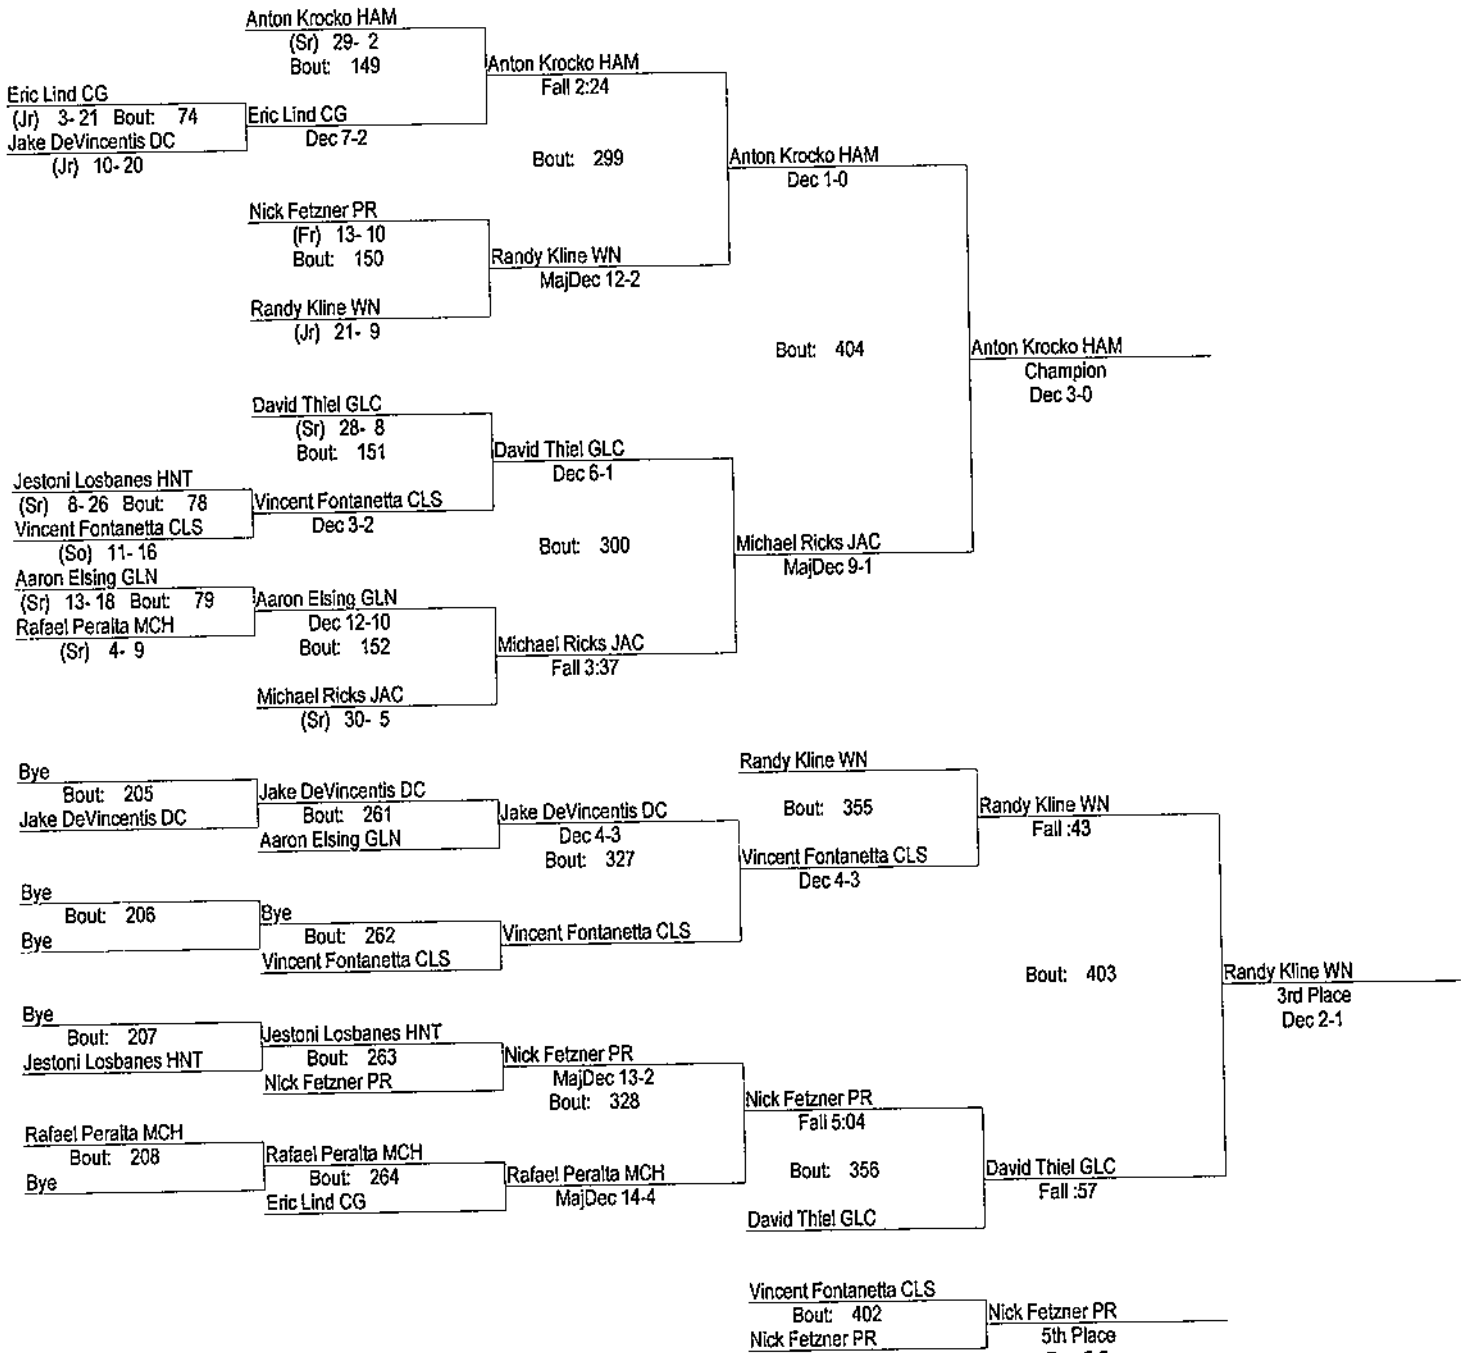 Anton Krocko HAM
(Sr) 29- 2
Bout: 149
Anton Krocko HAM
Fall 2:24
Eric Lind CG
(Jr) 3- 21 Bout: 74
Jake DeVincentis DC
(Jr) 10- 20
Eric Lind CG
Dec 7-2
Bout: 299
Anton Krocko HAM
Dec 1-0
Nick Fetzner PR
(Fr) 13- 10
Bout: 150
Randy Kline WN
MajDec 12-2
Randy Kline WN
(Jr) 21- 9
Bout: 404
Anton Krocko HAM
Champion
Dec 3-0
David Thiel GLC
(Sr) 28- 8
Bout: 151
David Thiel GLC
Dec 6-1
Jestoni Losbanes HNT
(Sr) 8- 26 Bout: 78
Vincent Fontanetta CLS
(So) 11- 16
Vincent Fontanetta CLS
Dec 3-2
Bout: 300
Michael Ricks JAC
MajDec 9-1
Aaron Elsing GLN
(Sr) 13- 18 Bout: 79
Rafael Peralta MCH
(Sr) 4- 9
Aaron Elsing GLN
Dec 12-10
Bout: 152
Michael Ricks JAC
Fall 3:37
Michael Ricks JAC
(Sr) 30- 5
Bye
Bout: 205
Jake DeVincentis DC
Jake DeVincentis DC
Bout: 261
Aaron Elsing GLN
Jake DeVincentis DC
Dec 4-3
Bout: 327
Randy Kline WN
Bout: 355
Vincent Fontanetta CLS
Dec 4-3
Randy Kline WN
Fall :43
Bye
Bout: 206
Bye
Bye
Bout: 262
Vincent Fontanetta CLS
Vincent Fontanetta CLS
Bout: 403
Randy Kline WN
3rd Place
Dec 2-1
Bye
Bout: 207
Jestoni Losbanes HNT
Jestoni Losbanes HNT
Bout: 263
Nick Fetzner PR
Nick Fetzner PR
MajDec 13-2
Bout: 328
Nick Fetzner PR
Fall 5:04
Bout: 356
David Thiel GLC
David Thiel GLC
Fall :57
Rafael Peralta MCH
Bout: 208
Bye
Rafael Peralta MCH
Bout: 264
Eric Lind CG
Rafael Peralta MCH
MajDec 14-4
Vincent Fontanetta CLS
Bout: 402
Nick Fetzner PR
Nick Fetzner PR
5th Place